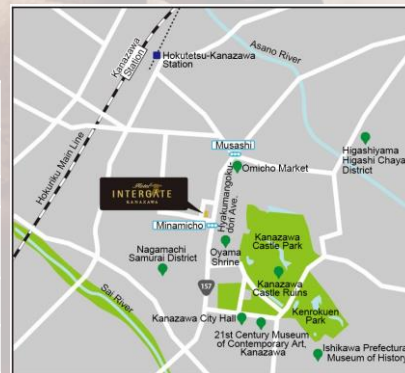 Kanazawa
Station
Hokutetsu-Kanazawa
Station
Asano River
Hokuriku Main Line
Musashi
Omicho Market
Higashiyama
Higashi Chaya
District
Hotel
INTERGATE
KANAZAWA
Hyakumangoku-
dori Ave.
Minamicho
Nagamachi
Samurai District
Oyama
Shrine
Kanazawa
Castle Park
Kanazawa
Castle Ruins
Sai River
157
Kenrokuen
Park
Kanazawa City Hall
21st Century Museum
of Contemporary Art,
Kanazawa
Ishikawa Prefectural
Museum of History